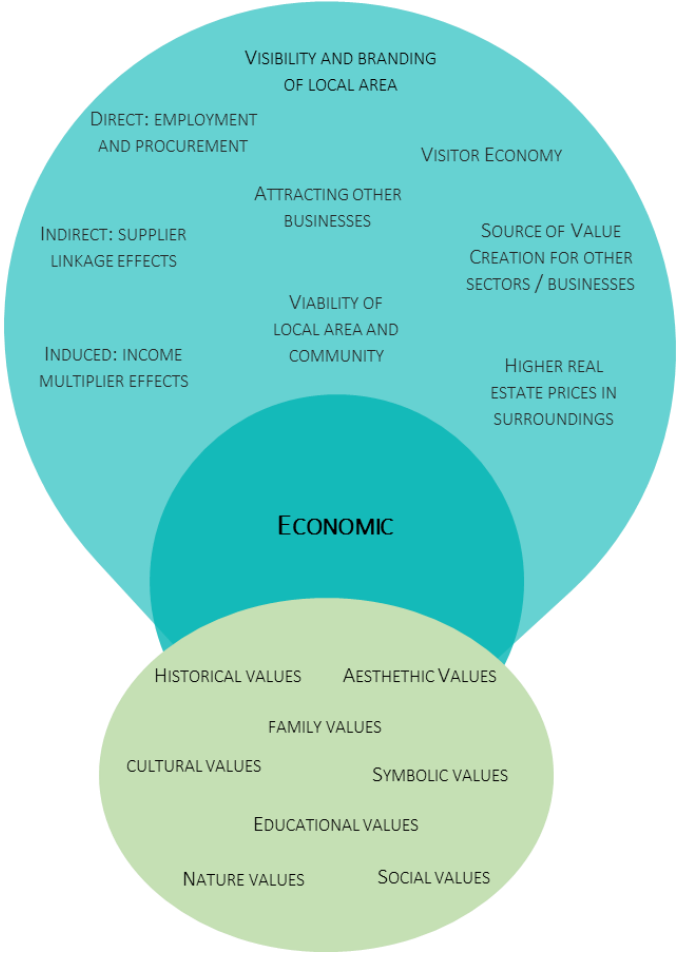 Visibility and branding
of local area
Direct: employment
and procurement
Visitor Economy
Attracting other
businesses
Indirect: supplier
linkage effects
Source of Value
Creation for other
sectors / businesses
Viability of
local area and
community
Induced: income
multiplier effects
Higher real
estate prices in
surroundings
Economic
Historical values
Aesthethic Values
family values
cultural values
Symbolic values
Educational values
Nature values
Social values